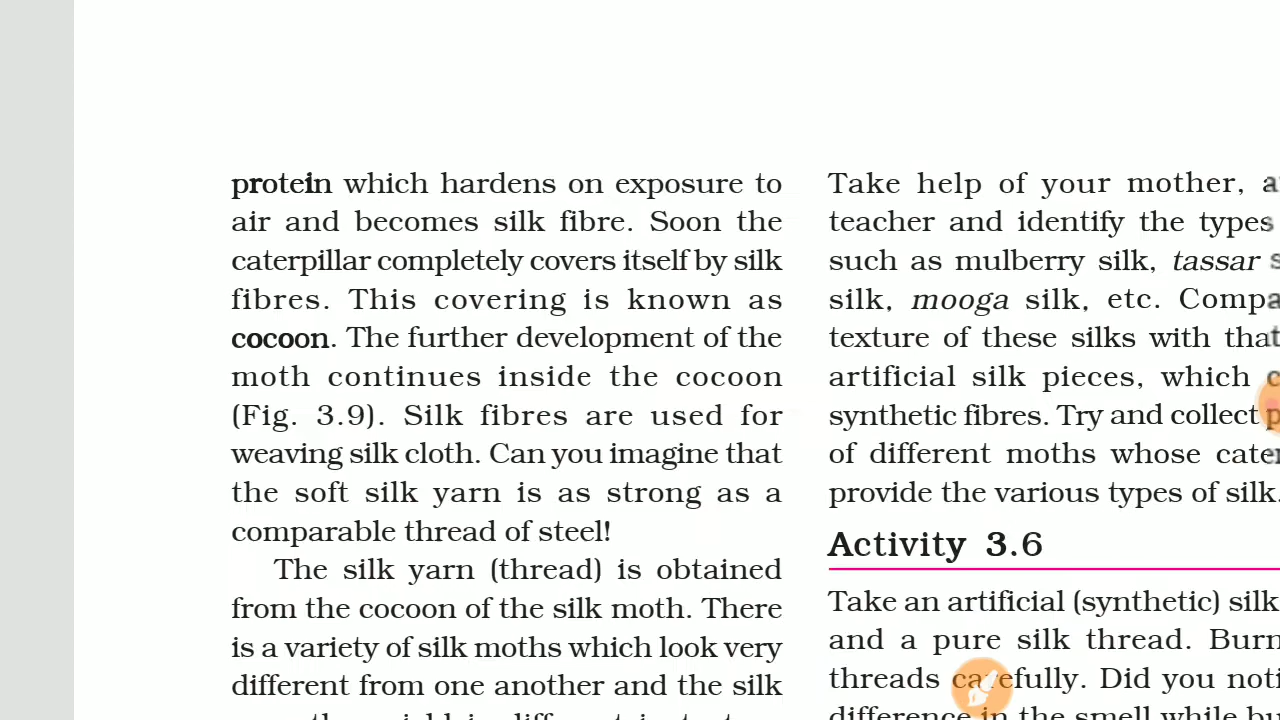 protein which hardens on exposure to
air and becomes silk fibre. Soon the
caterpillar completely covers itself by silk
fibres. This covering is known as
cocoon. The further development of the
moth continues inside the cocoon
(Fig. 3.9). Silk fibres are used for
weaving silk cloth. Can you imagine that
the soft silk yarn is as strong as a
comparable thread of steel!
The silk yarn (thread) is obtained
from the cocoon of the silk moth. There
is a variety of silk moths which look very
different from one another and the silk
Take help of your mother,
teacher and identify the types
such as mulberry silk, tassar
silk, mooga silk, etc.
texture of these silks with that
artificial silk pieces, which
synthetic fibres. Try and collect
of different moths whose
provide the various types of silk.
Activity 3.6
Take an artificial (synthetic) silk
and a pure silk thread. Burn
threads carefully. Did you
difference in the smell while